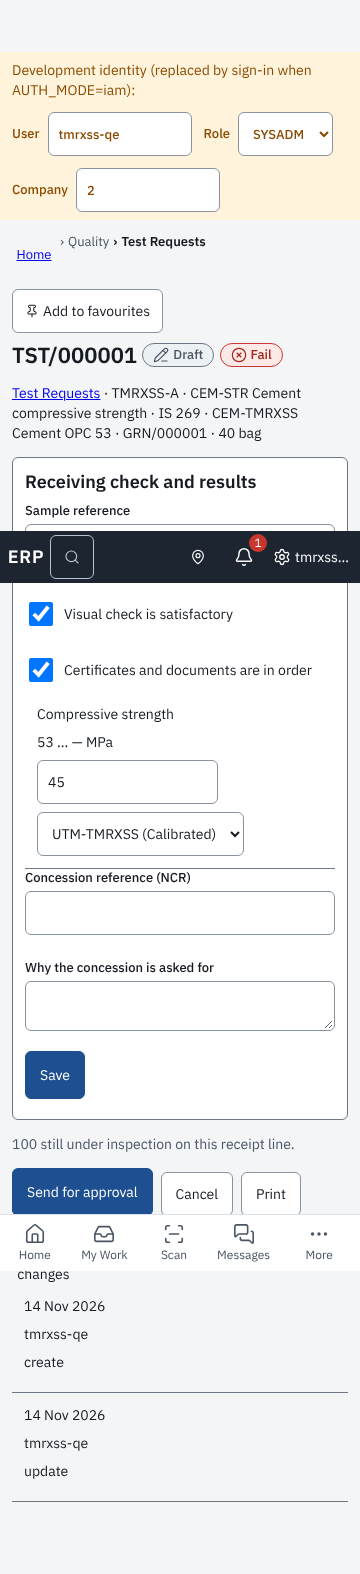 Development identity (replaced by sign-in when
AUTH_MODE=iam):
User tmrxss-qe Role SYSADM
Company 2
Home › Quality › Test Requests
Add to favourites
TST/000001 Draft Fail
Test Requests · TMRXSS-A · CEM-STR Cement
compressive strength · IS 269 · CEM-TMRXSS
Cement OPC 53 · GRN/000001 · 40 bag
Receiving check and results
Sample reference
ERP 1 tmrxss...
Visual check is satisfactory
Certificates and documents are in order
Compressive strength
53 ... — MPa
45
UTM-TMRXSS (Calibrated)
Concession reference (NCR)
Why the concession is asked for
Save
100 still under inspection on this receipt line.
Send for approval Cancel Print
Home My Work Scan Messages More
changes
14 Nov 2026
tmrxss-qe
create
14 Nov 2026
tmrxss-qe
update